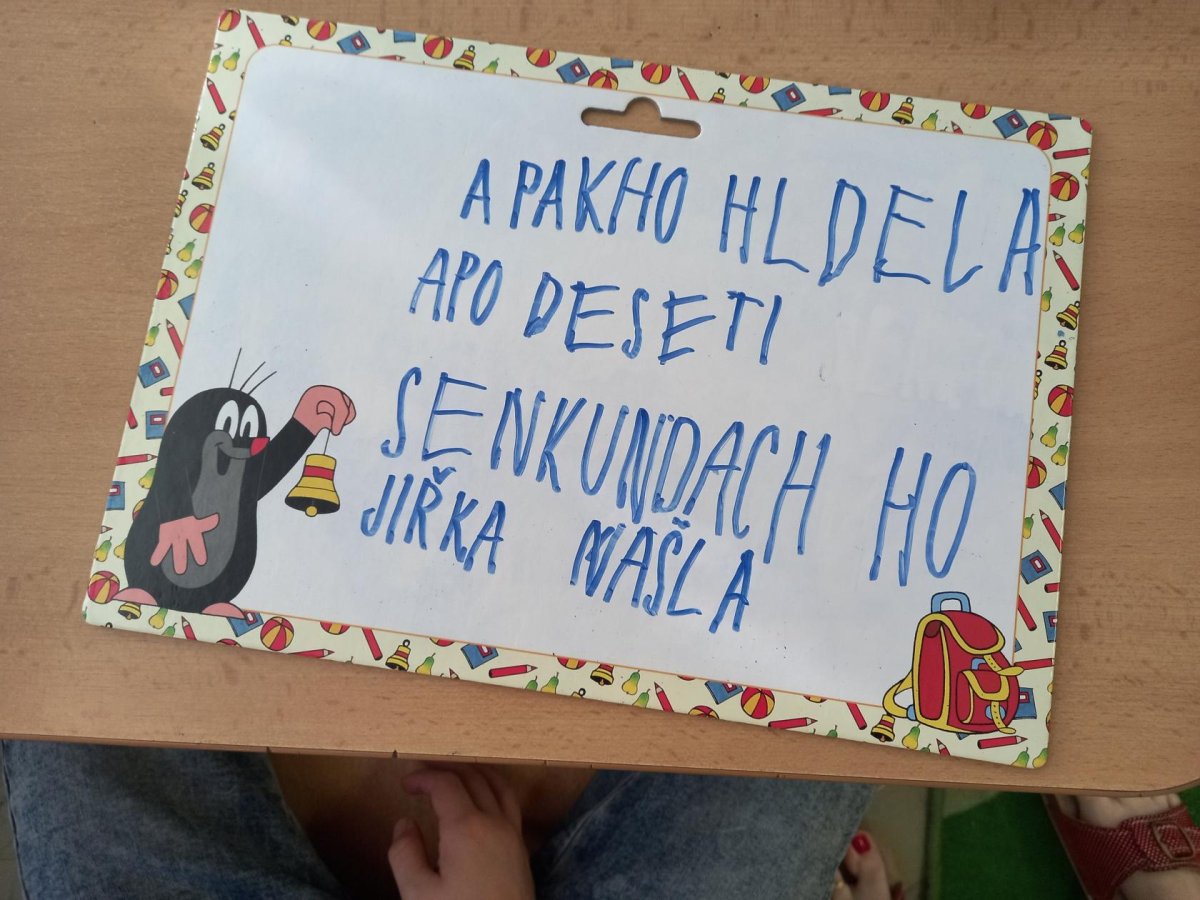 A PAKHO HLDELA
APO DESETI
SENKUNDACH HO
JIŘKA NAŠLA